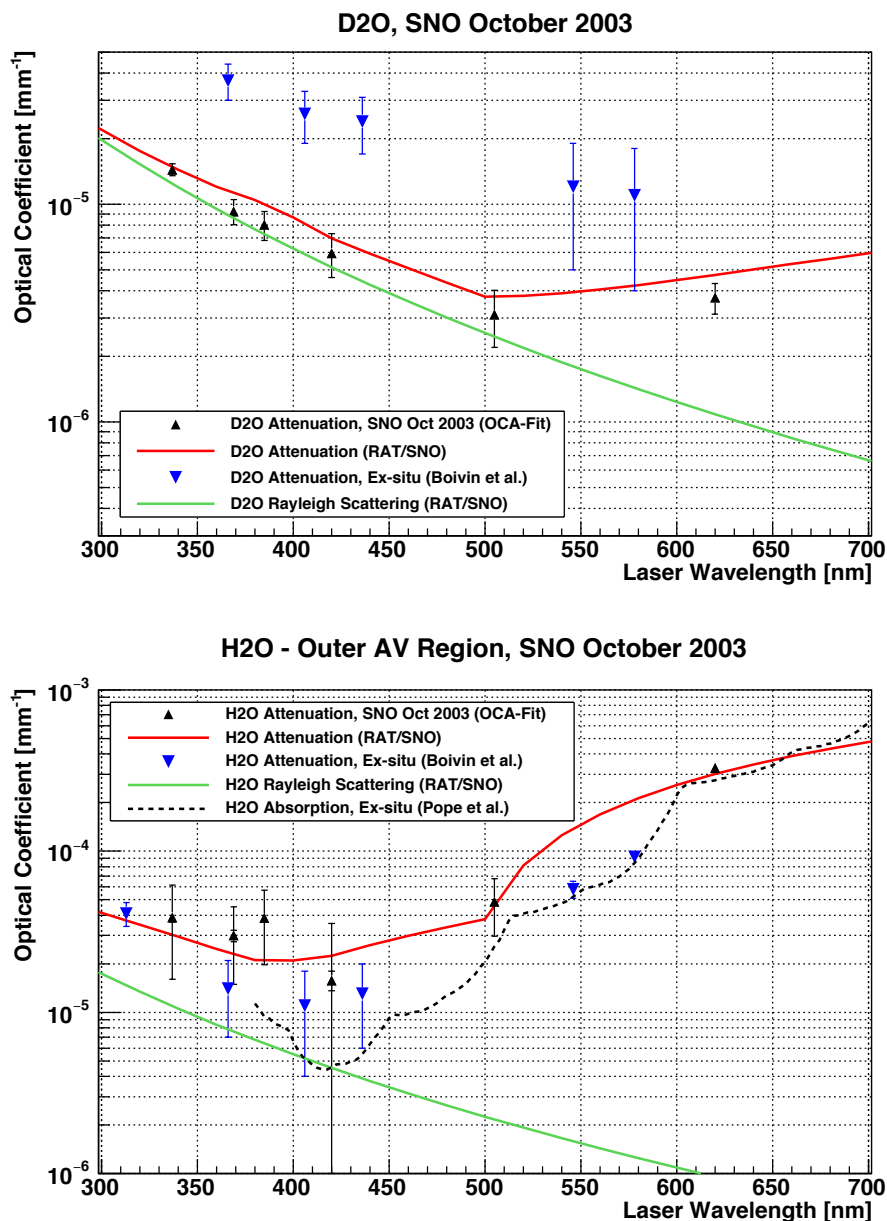 D2O, SNO October 2003
Optical Coefficient [mm⁻¹]
10⁻⁵
10⁻⁶
D2O Attenuation, SNO Oct 2003 (OCA-Fit)
D2O Attenuation (RAT/SNO)
D2O Attenuation, Ex-situ (Boivin et al.)
D2O Rayleigh Scattering (RAT/SNO)
300 350 400 450 500 550 600 650 700
Laser Wavelength [nm]
H2O - Outer AV Region, SNO October 2003
Optical Coefficient [mm⁻¹]
10⁻³
10⁻⁴
10⁻⁵
10⁻⁶
H2O Attenuation, SNO Oct 2003 (OCA-Fit)
H2O Attenuation (RAT/SNO)
H2O Attenuation, Ex-situ (Boivin et al.)
H2O Rayleigh Scattering (RAT/SNO)
H2O Absorption, Ex-situ (Pope et al.)
300 350 400 450 500 550 600 650 700
Laser Wavelength [nm]